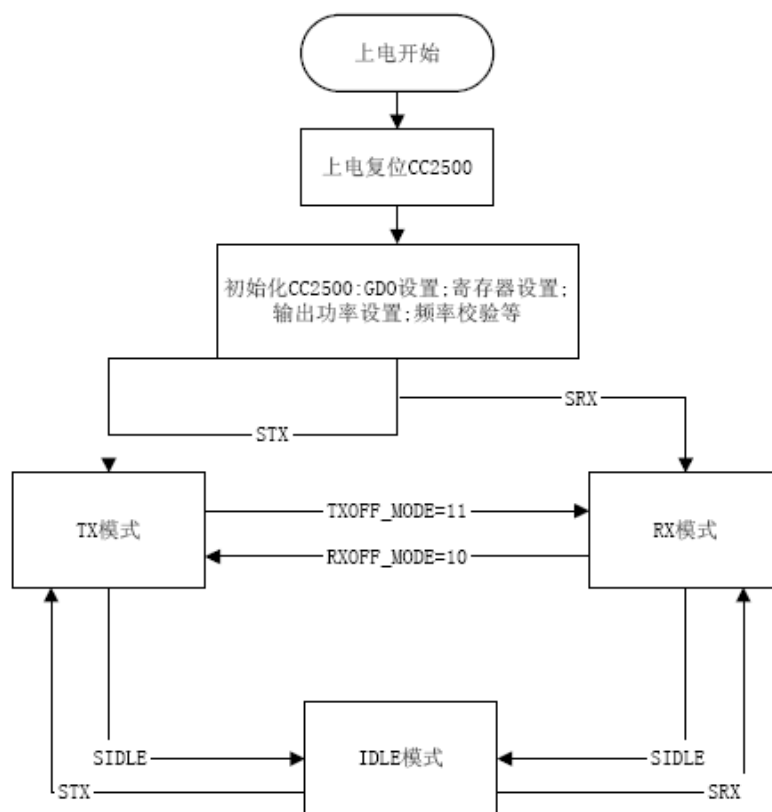 上电开始
上电复位CC2500
初始化CC2500:GDO设置;寄存器设置;
输出功率设置;频率校验等
SRX
STX
TX模式
TXOFF_MODE=11
RXOFF_MODE=10
RX模式
SIDLE
IDLE模式
SIDLE
STX
SRX